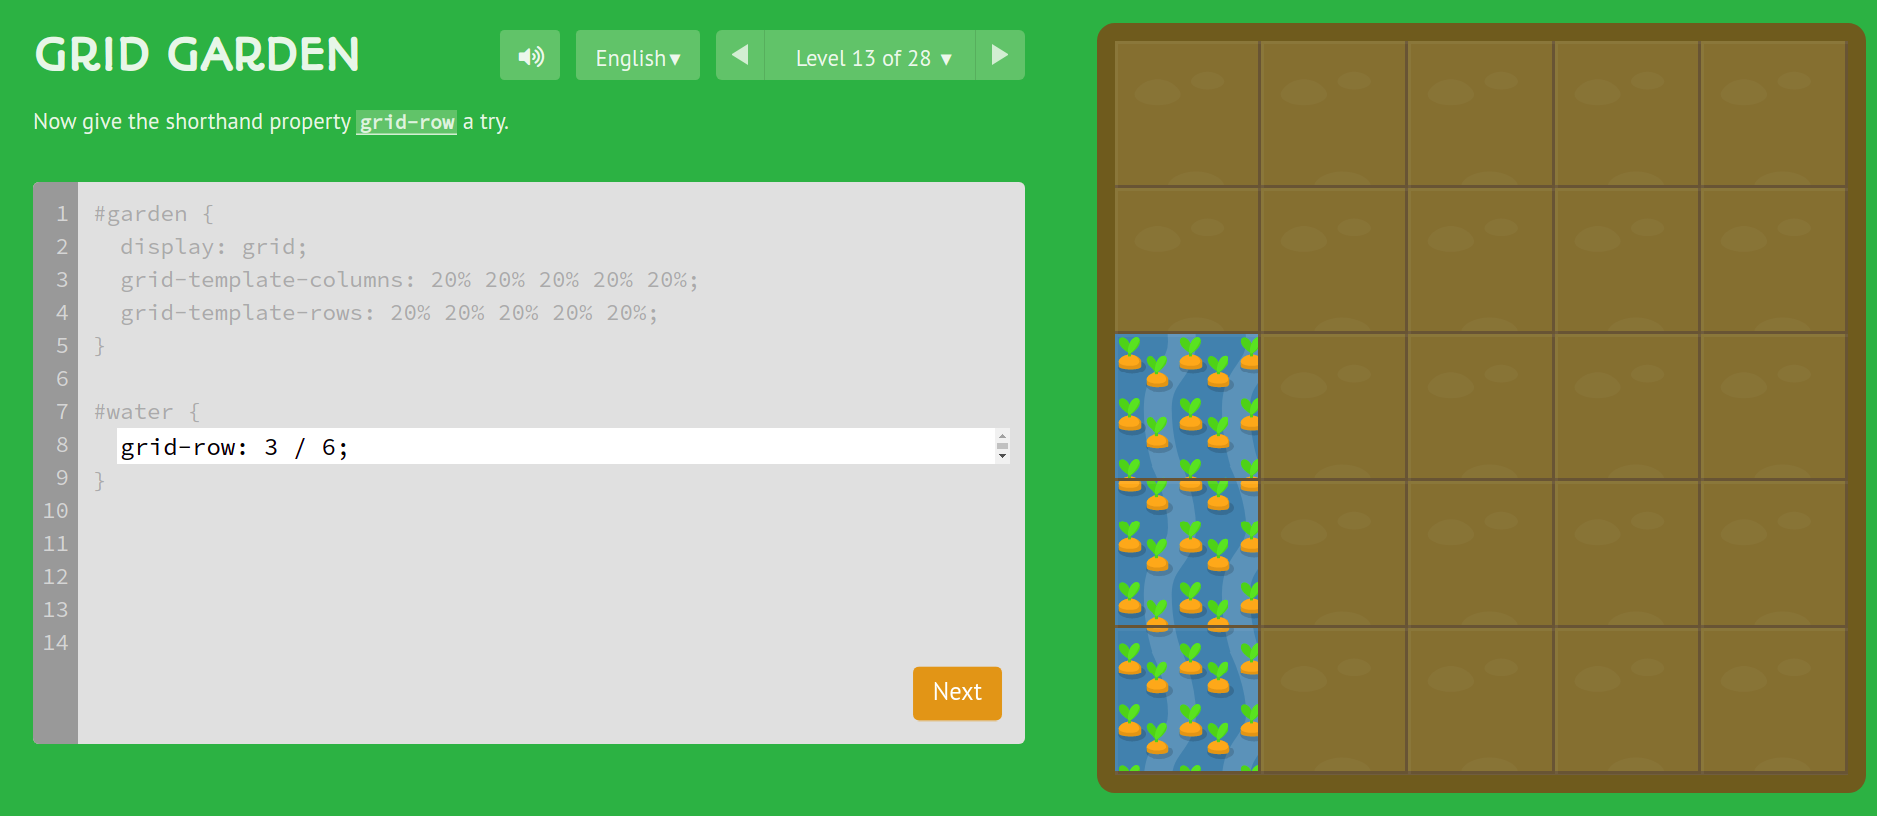 GRID GARDEN
English ▾
Level 13 of 28 ▾
Now give the shorthand property grid-row a try.
1 #garden {
2 display: grid;
3 grid-template-columns: 20% 20% 20% 20% 20%;
4 grid-template-rows: 20% 20% 20% 20% 20%;
5 }
6
7 #water {
8 grid-row: 3 / 6;
9 }
10
11
12
13
14
Next